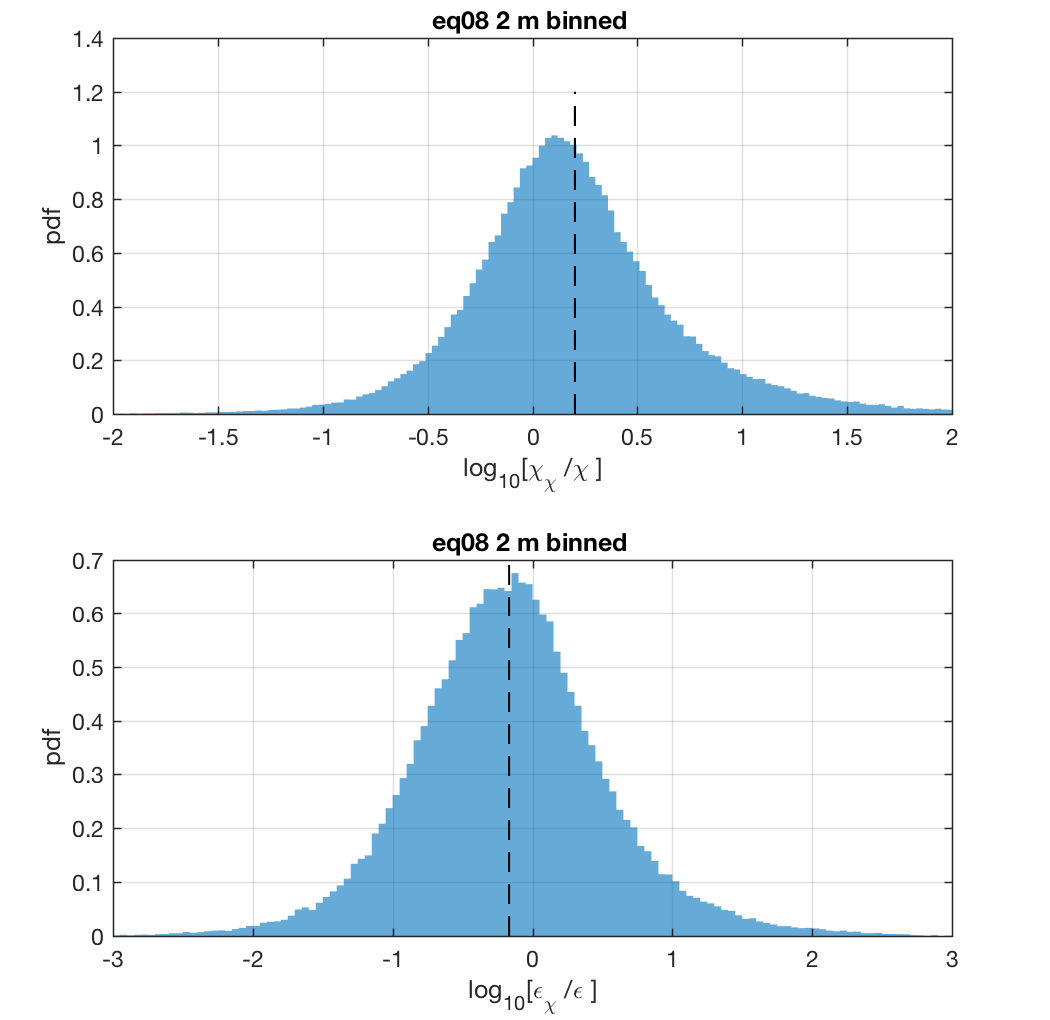 eq08 2 m binned
1.4
1.2
1
0.8
0.6
0.4
0.2
0
pdf
-2 -1.5 -1 -0.5 0 0.5 1 1.5 2
log10[χχ/χ ]
eq08 2 m binned
0.7
0.6
0.5
0.4
0.3
0.2
0.1
0
pdf
-3 -2 -1 0 1 2 3
log10[ϵχ/ϵ ]